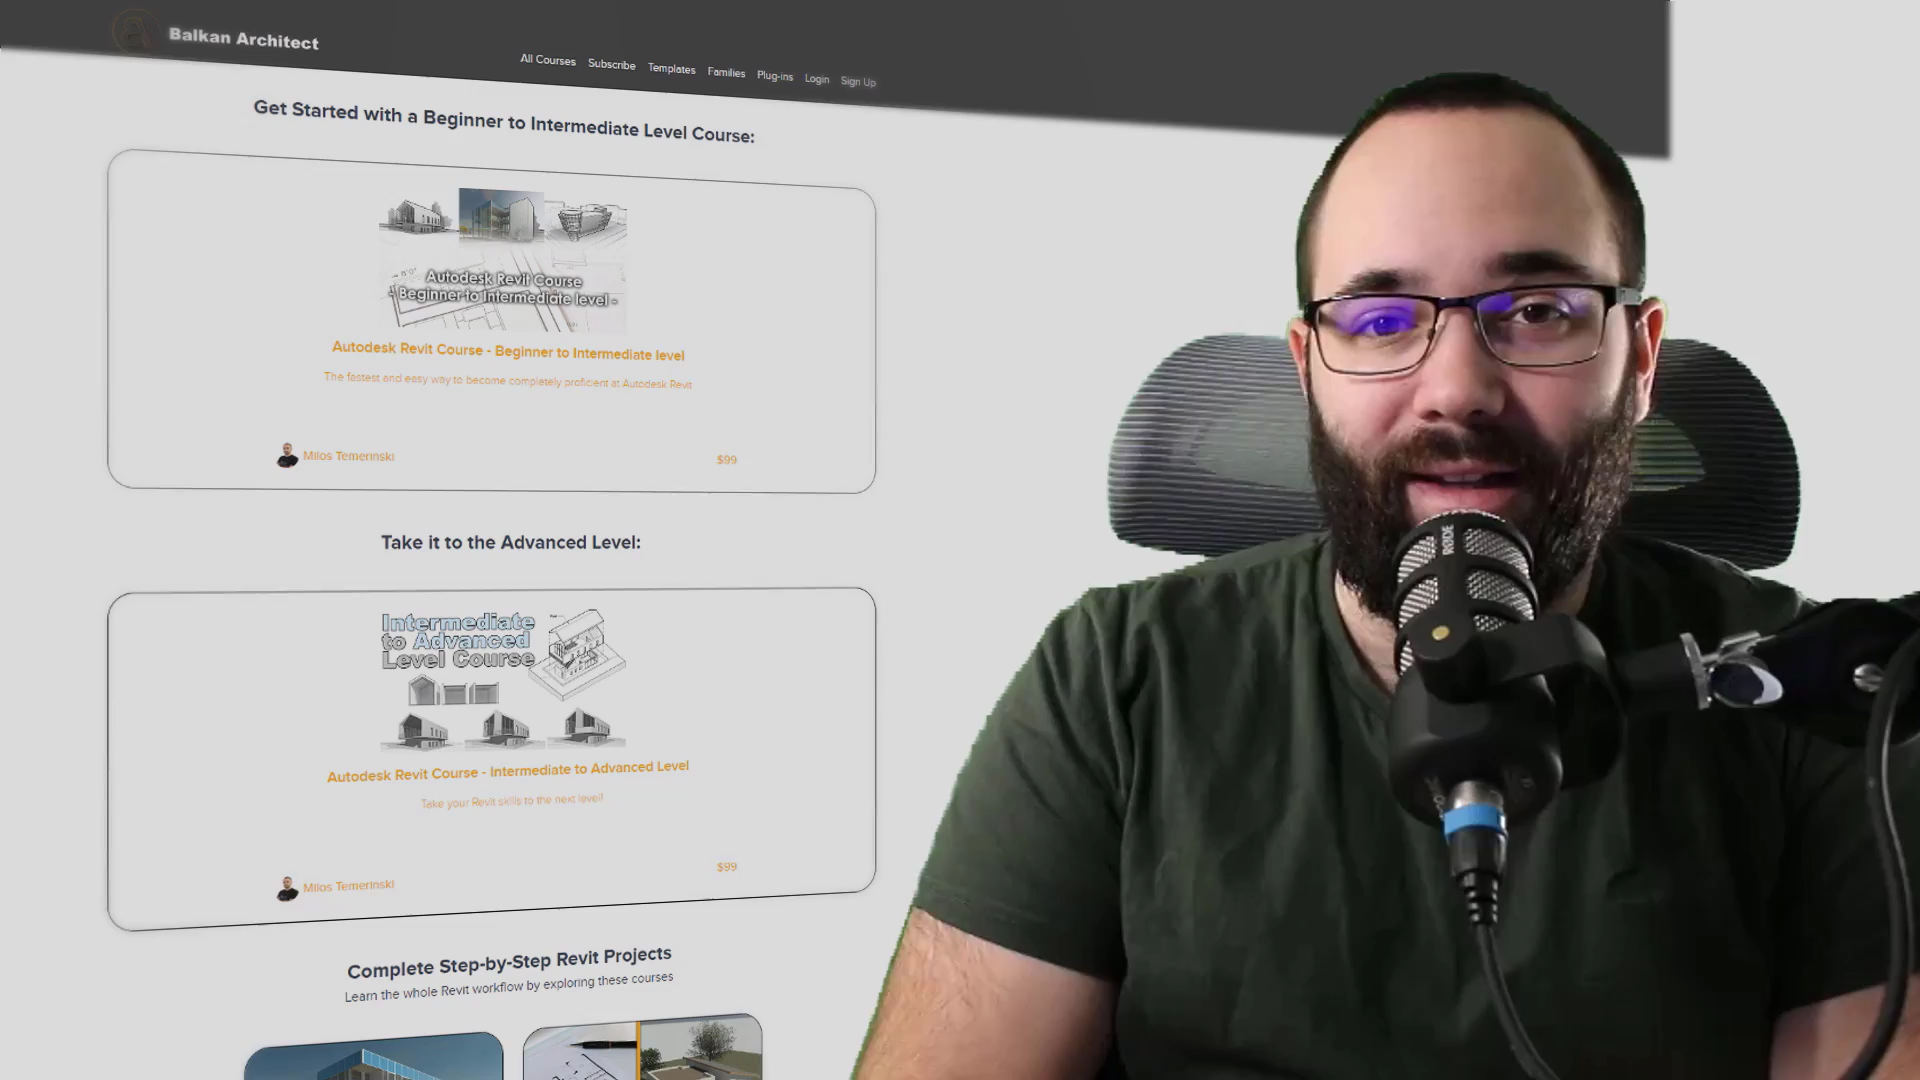 Balkan Architect
All Courses Subscribe Templates Families Plug-ins Login Sign Up
Get Started with a Beginner to Intermediate Level Course:
Autodesk Revit Course
- Beginner to Intermediate level -
Autodesk Revit Course - Beginner to Intermediate level
The fastest and easy way to become completely proficient at Autodesk Revit
Milos Temerinski
$99
Take it to the Advanced Level:
Intermediate
to Advanced
Level Course
Autodesk Revit Course - Intermediate to Advanced Level
Take your Revit skills to the next level!
Milos Temerinski
$99
Complete Step-by-Step Revit Projects
Learn the whole Revit workflow by exploring these courses
RØDE